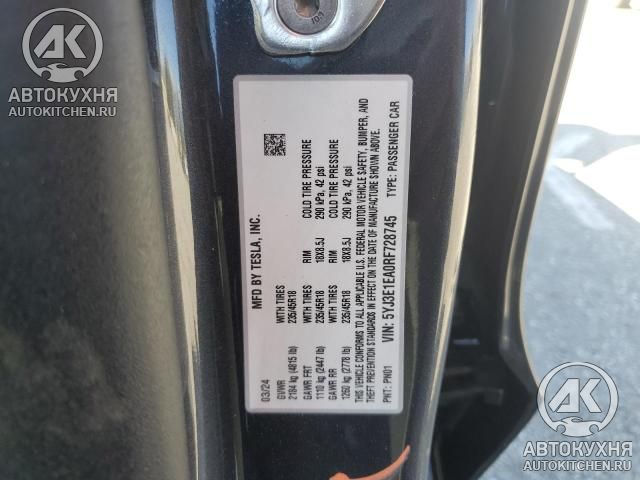 АК
АВТОКУХНЯ
AUTOKITCHEN.RU
MFD BY TESLA, INC.
03/24
GVWR WITH TIRES RIM COLD TIRE PRESSURE
2184 kg (4815 lb) 235/45R18 18X8.5J 290 kPa, 42 psi
GAWR FRT WITH TIRES RIM COLD TIRE PRESSURE
1110 kg (2447 lb) 235/45R18 18X8.5J 290 kPa, 42 psi
GAWR RR WITH TIRES
1260 kg (2778 lb) 235/45R18
THIS VEHICLE CONFORMS TO ALL APPLICABLE U.S. FEDERAL MOTOR VEHICLE SAFETY, BUMPER, AND
THEFT PREVENTION STANDARDS IN EFFECT ON THE DATE OF MANUFACTURE SHOWN ABOVE.
VIN: 5YJ3E1EA0RF728745
PNT: PN01 TYPE: PASSENGER CAR
АК
АВТОКУХНЯ
AUTOKITCHEN.RU